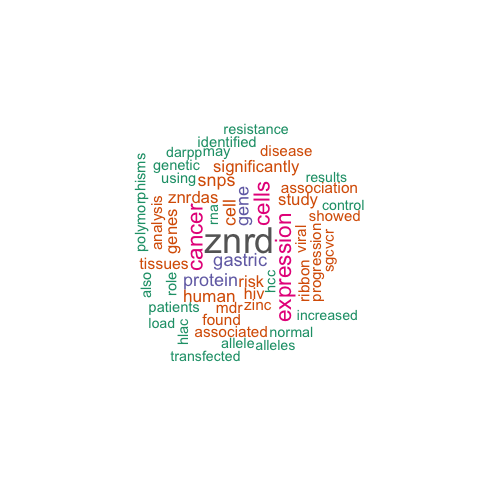 resistance
identified
darpp may disease
genetic significantly
using snps results
polymorphisms znrdas gene cells association
analysis genes rna cell study
cancer showed control
znrd expression viral
tissues gastric progression sgcvcr
also role protein risk hcc ribbon
human hiv
patients mdr zinc increased
load found
hlac associated normal
allele alleles
transfected